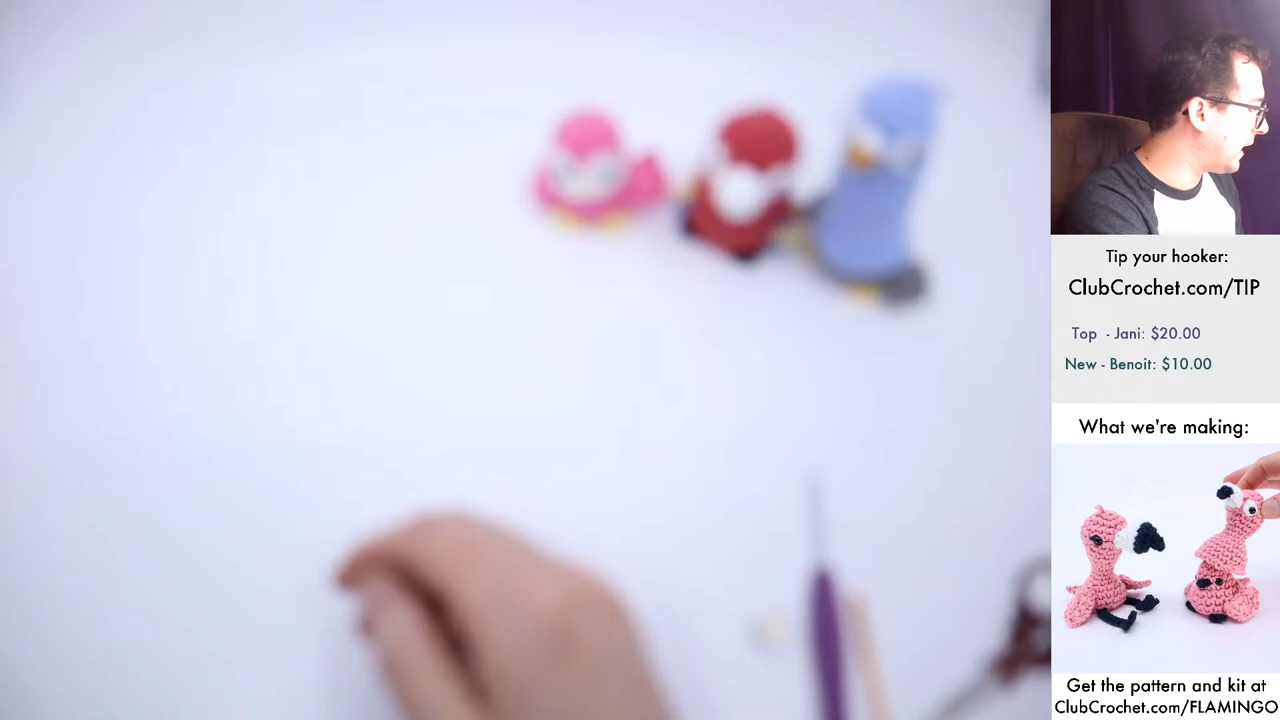 Tip your hooker:
ClubCrochet.com/TIP
Top - Jani: $20.00
New - Benoit: $10.00
What we're making:
Get the pattern and kit at
ClubCrochet.com/FLAMINGO